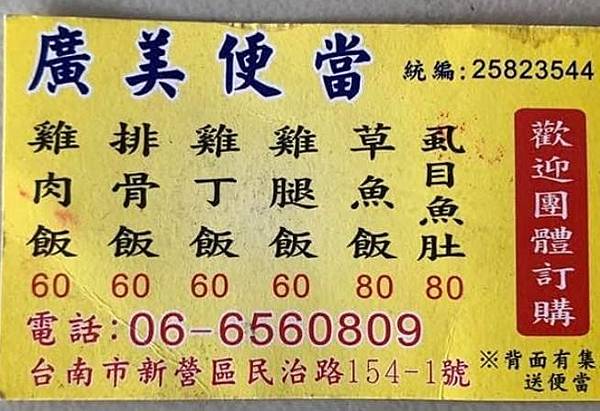 廣美便當 統編:25823544
雞肉飯 60
排骨飯 60
雞丁飯 60
雞腿飯 60
草魚飯 80
虱目魚肚 80
歡迎團體訂購
電話:06-6560809
台南市新營區民治路154-1號
※背面有集
送便當